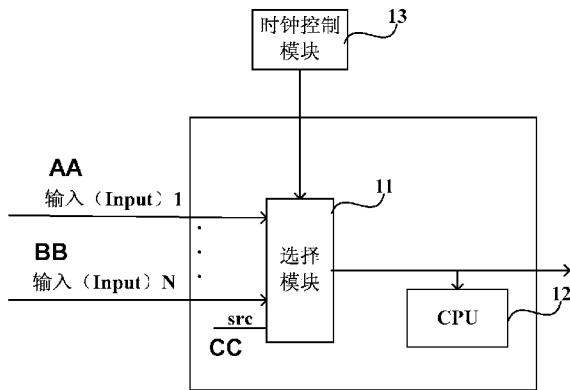 时钟控制
模块
13
AA
输入（Input）1
11
BB
输入（Input）N
选择
模块
src
CC
CPU
12